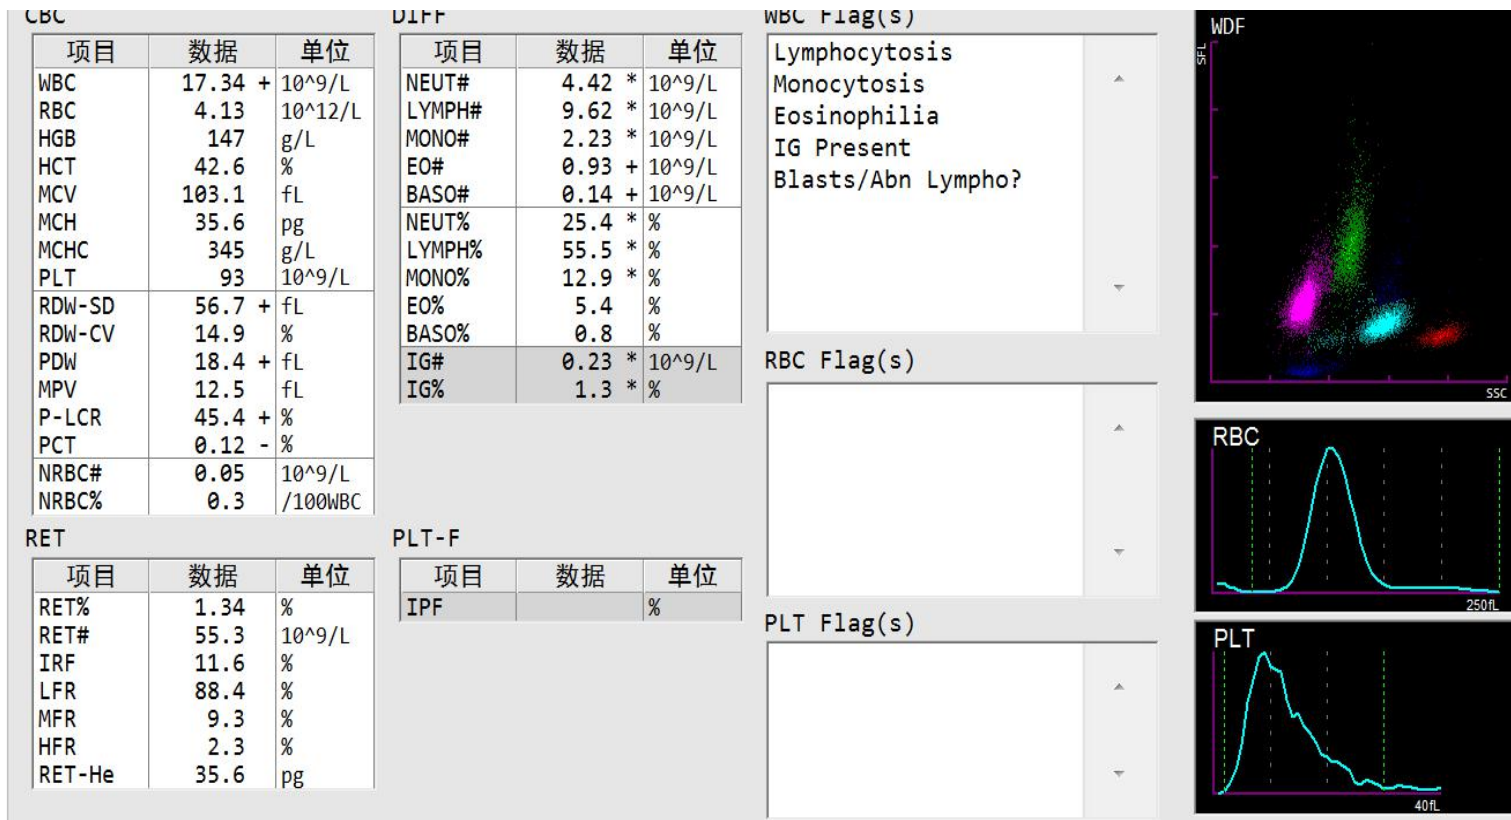 CBC
项目 数据 单位
WBC 17.34 + 10^9/L
RBC 4.13 10^12/L
HGB 147 g/L
HCT 42.6 %
MCV 103.1 fL
MCH 35.6 pg
MCHC 345 g/L
PLT 93 10^9/L
RDW-SD 56.7 + fL
RDW-CV 14.9 %
PDW 18.4 + fL
MPV 12.5 fL
P-LCR 45.4 + %
PCT 0.12 - %
NRBC# 0.05 10^9/L
NRBC% 0.3 /100WBC
RET
项目 数据 单位
RET% 1.34 %
RET# 55.3 10^9/L
IRF 11.6 %
LFR 88.4 %
MFR 9.3 %
HFR 2.3 %
RET-He 35.6 pg
DIFF
项目 数据 单位
NEUT# 4.42 * 10^9/L
LYMPH# 9.62 * 10^9/L
MONO# 2.23 * 10^9/L
EO# 0.93 + 10^9/L
BASO# 0.14 + 10^9/L
NEUT% 25.4 * %
LYMPH% 55.5 * %
MONO% 12.9 * %
EO% 5.4 %
BASO% 0.8 %
IG# 0.23 * 10^9/L
IG% 1.3 * %
PLT-F
项目 数据 单位
IPF %
WBC Flag(s)
Lymphocytosis
Monocytosis
Eosinophilia
IG Present
Blasts/Abn Lympho?
RBC Flag(s)
PLT Flag(s)
WDF
SFL
SSC
RBC
250fL
PLT
40fL